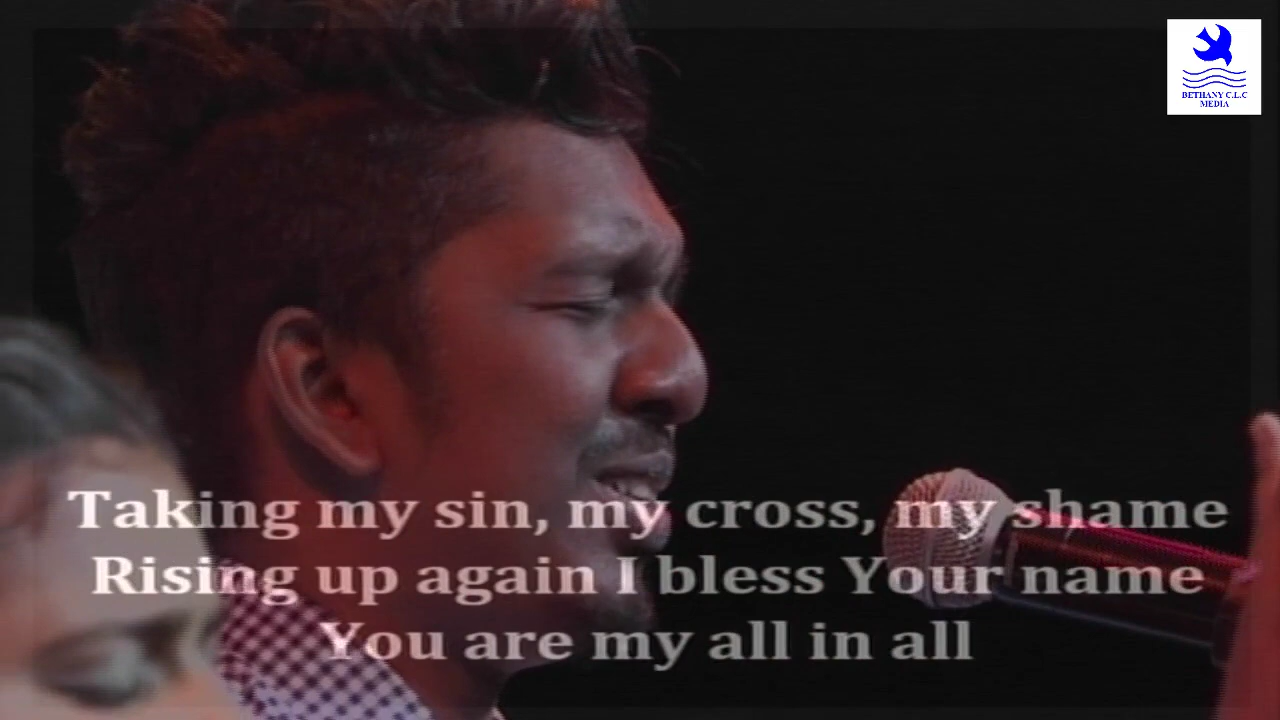 BETHANY C.L.C
MEDIA
Taking my sin, my cross, my shame
Rising up again I bless Your name
You are my all in all